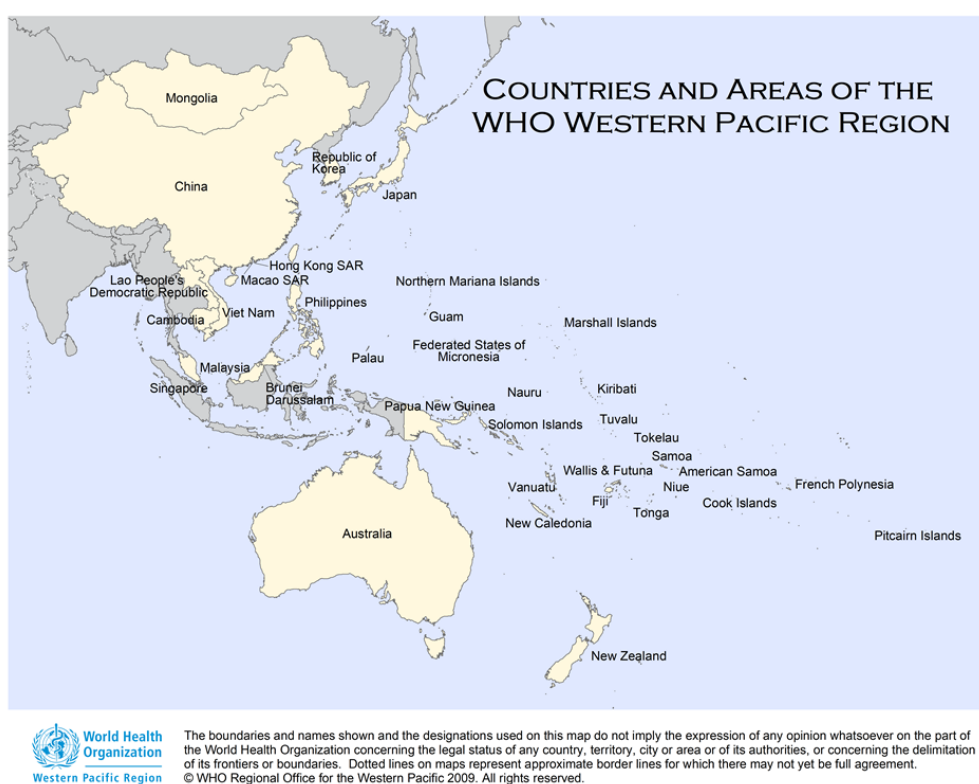 COUNTRIES AND AREAS OF THE
WHO WESTERN PACIFIC REGION
Mongolia
Republic of
Korea
China
Japan
Hong Kong SAR
Macao SAR
Lao People's
Democratic Republic
Northern Mariana Islands
Philippines
Viet Nam
Cambodia
Guam
Marshall Islands
Federated States of
Micronesia
Palau
Malaysia
Singapore
Brunei
Darussalam
Nauru
Kiribati
Papua New Guinea
Solomon Islands
Tuvalu
Tokelau
Samoa
Wallis & Futuna
American Samoa
Vanuatu
Niue
French Polynesia
Fiji
Cook Islands
Tonga
New Caledonia
Australia
Pitcairn Islands
New Zealand
World Health
Organization
Western Pacific Region
The boundaries and names shown and the designations used on this map do not imply the expression of any opinion whatsoever on the part of
the World Health Organization concerning the legal status of any country, territory, city or area or of its authorities, or concerning the delimitation
of its frontiers or boundaries. Dotted lines on maps represent approximate border lines for which there may not yet be full agreement.
© WHO Regional Office for the Western Pacific 2009. All rights reserved.